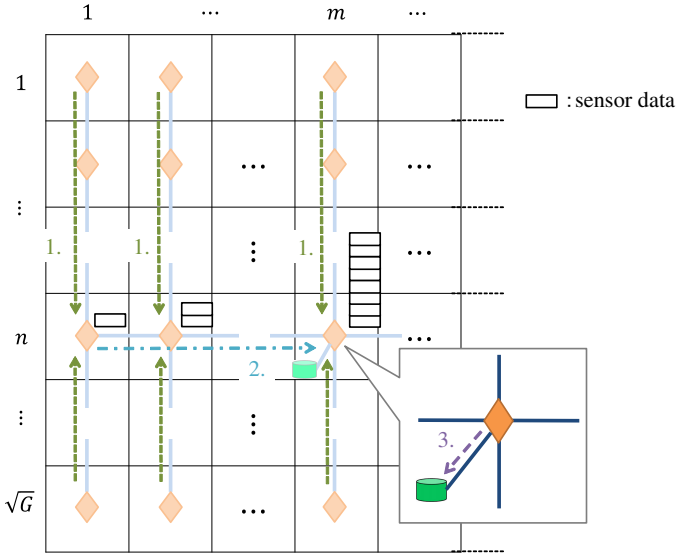 1 ⋯ m ⋯
1
: sensor data
⋯ ⋯
⋮
1. 1. ⋮ 1. ⋯
n ⋯
2.
⋮ ⋮
3.
√G ⋯